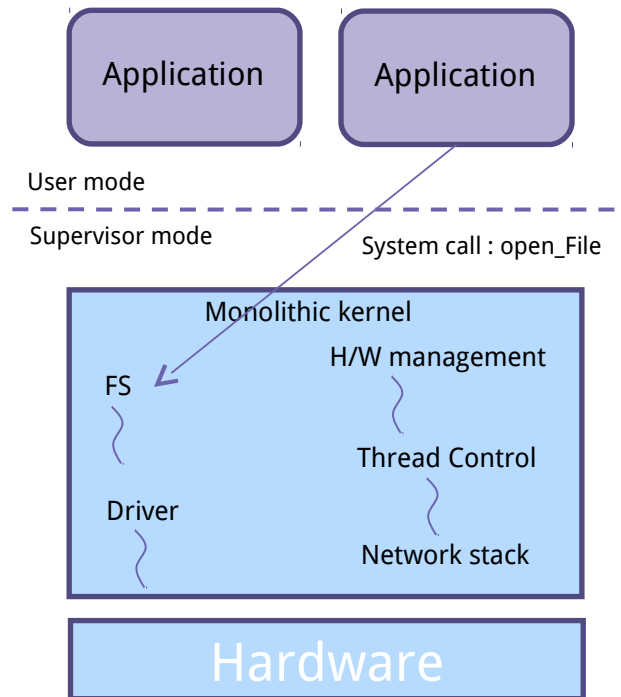 Application
Application
User mode
Supervisor mode
System call : open_File
Monolithic kernel
H/W management
FS
Thread Control
Driver
Network stack
Hardware